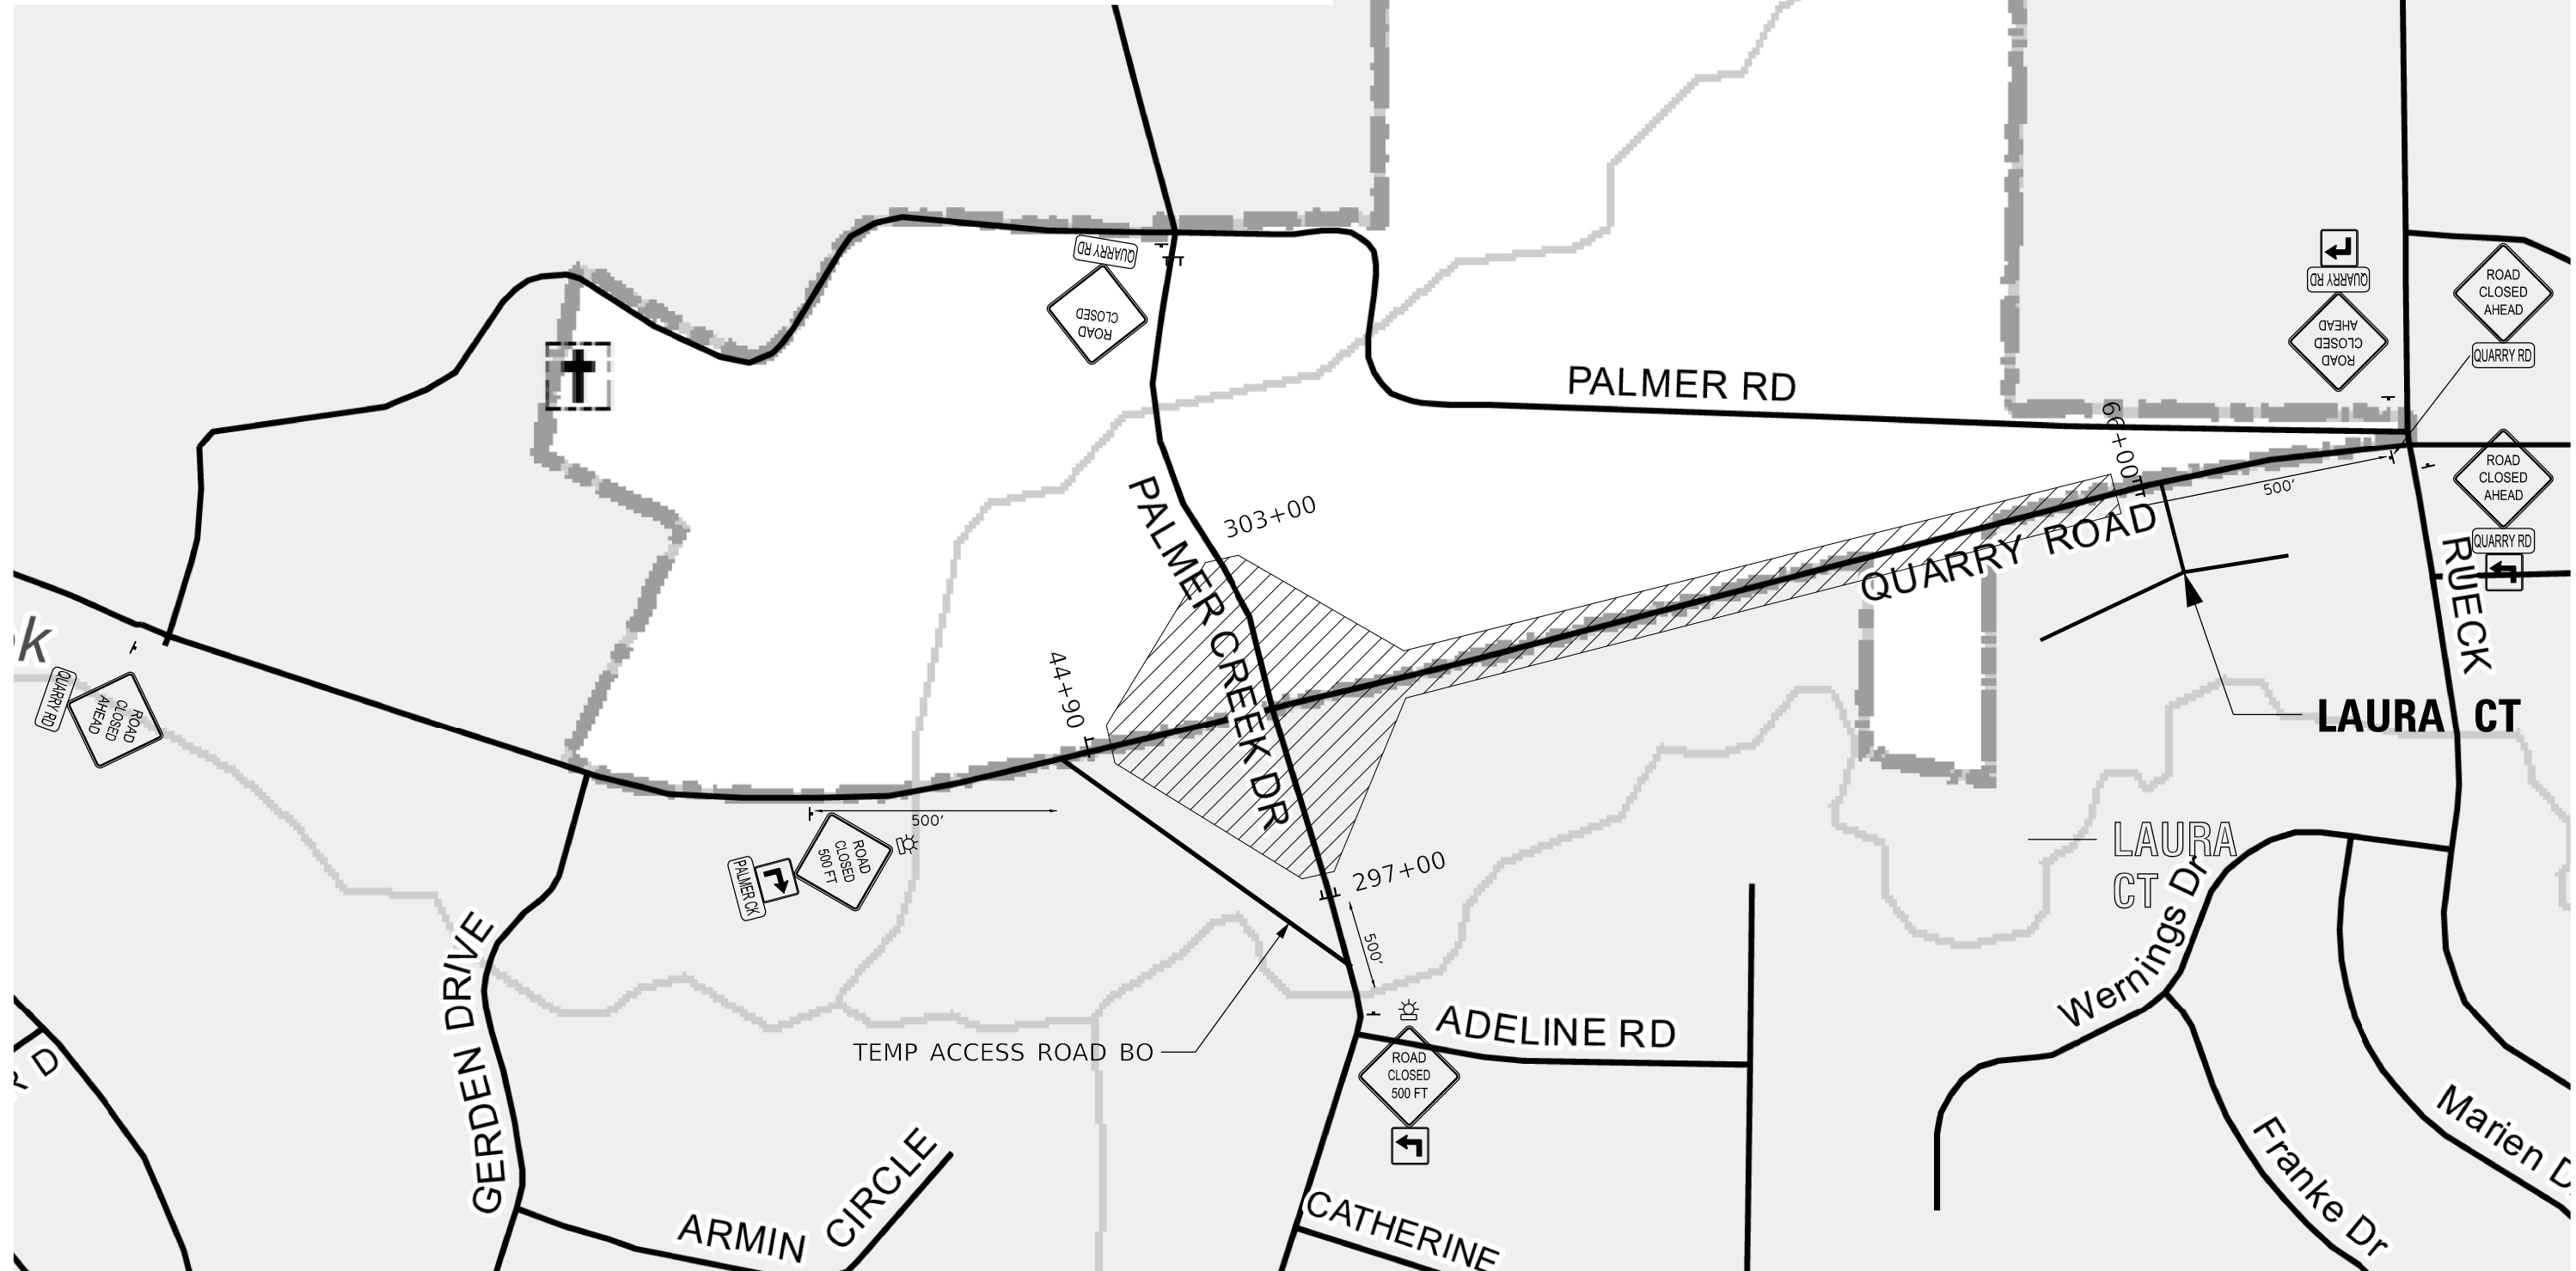 QUARRY RD
ROAD
CLOSED
QUARRY RD
ROAD
CLOSED
AHEAD
ROAD
CLOSED
AHEAD
QUARRY RD
PALMER RD
66+00
500'
ROAD
CLOSED
AHEAD
QUARRY RD
PALMER CREEK DR
303+00
QUARRY ROAD
RUECK
k
QUARRY RD
ROAD
CLOSED
AHEAD
44+90
LAURA CT
500'
ROAD
CLOSED
500 FT
PALMER CK
297+00
500'
LAURA
CT
Wernings Dr
GERDEN DRIVE
TEMP ACCESS ROAD BO
ADELINE RD
ROAD
CLOSED
500 FT
R D
ARMIN CIRCLE
CATHERINE
Franke Dr
Marien D